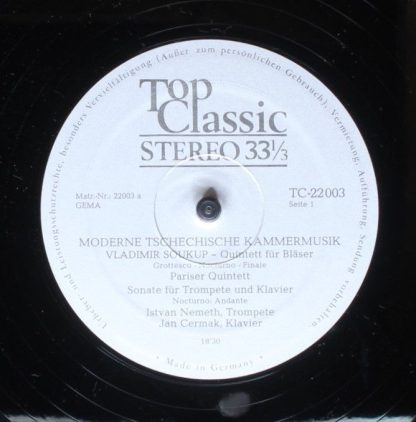 Urheber- und Leistungsschutzrechte, besonders Vervielfältigung (Außer zum persönlichen Gebrauch), Vermietung, Aufführung, Sendung vorbehalten
Top
Classic
STEREO 33⅓
Matr.-Nr.: 22003 a
GEMA
TC-22003
Seite 1
MODERNE TSCHECHISCHE KAMMERMUSIK
VLADIMIR SOUKUP – Quintett für Bläser
Grottesco - Nocturno - Finale
Pariser Quintett
Sonate für Trompete und Klavier
Nocturno: Andante
Istvan Nemeth, Trompete
Jan Cermak, Klavier
18'30
• Made in Germany •